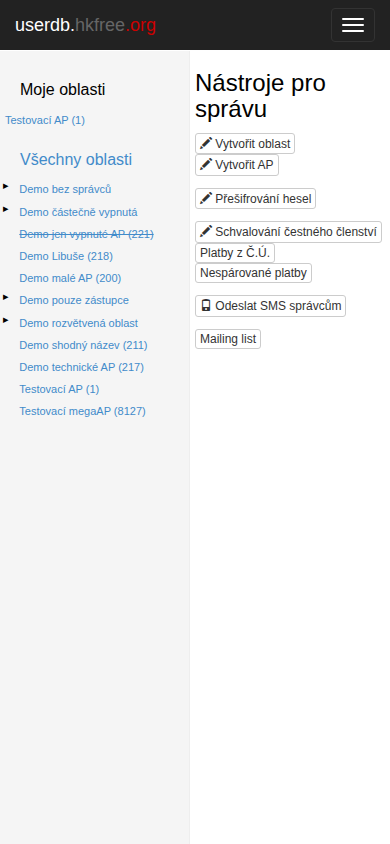 userdb.hkfree.org
Moje oblasti
Testovací AP (1)
Všechny oblasti
Demo bez správců
Demo částečně vypnutá
Demo jen vypnuté AP (221)
Demo Libuše (218)
Demo malé AP (200)
Demo pouze zástupce
Demo rozvětvená oblast
Demo shodný název (211)
Demo technické AP (217)
Testovací AP (1)
Testovací megaAP (8127)
Nástroje pro
správu
Vytvořit oblast
Vytvořit AP
Přešifrování hesel
Schvalování čestného členství
Platby z Č.Ú.
Nespárované platby
Odeslat SMS správcům
Mailing list